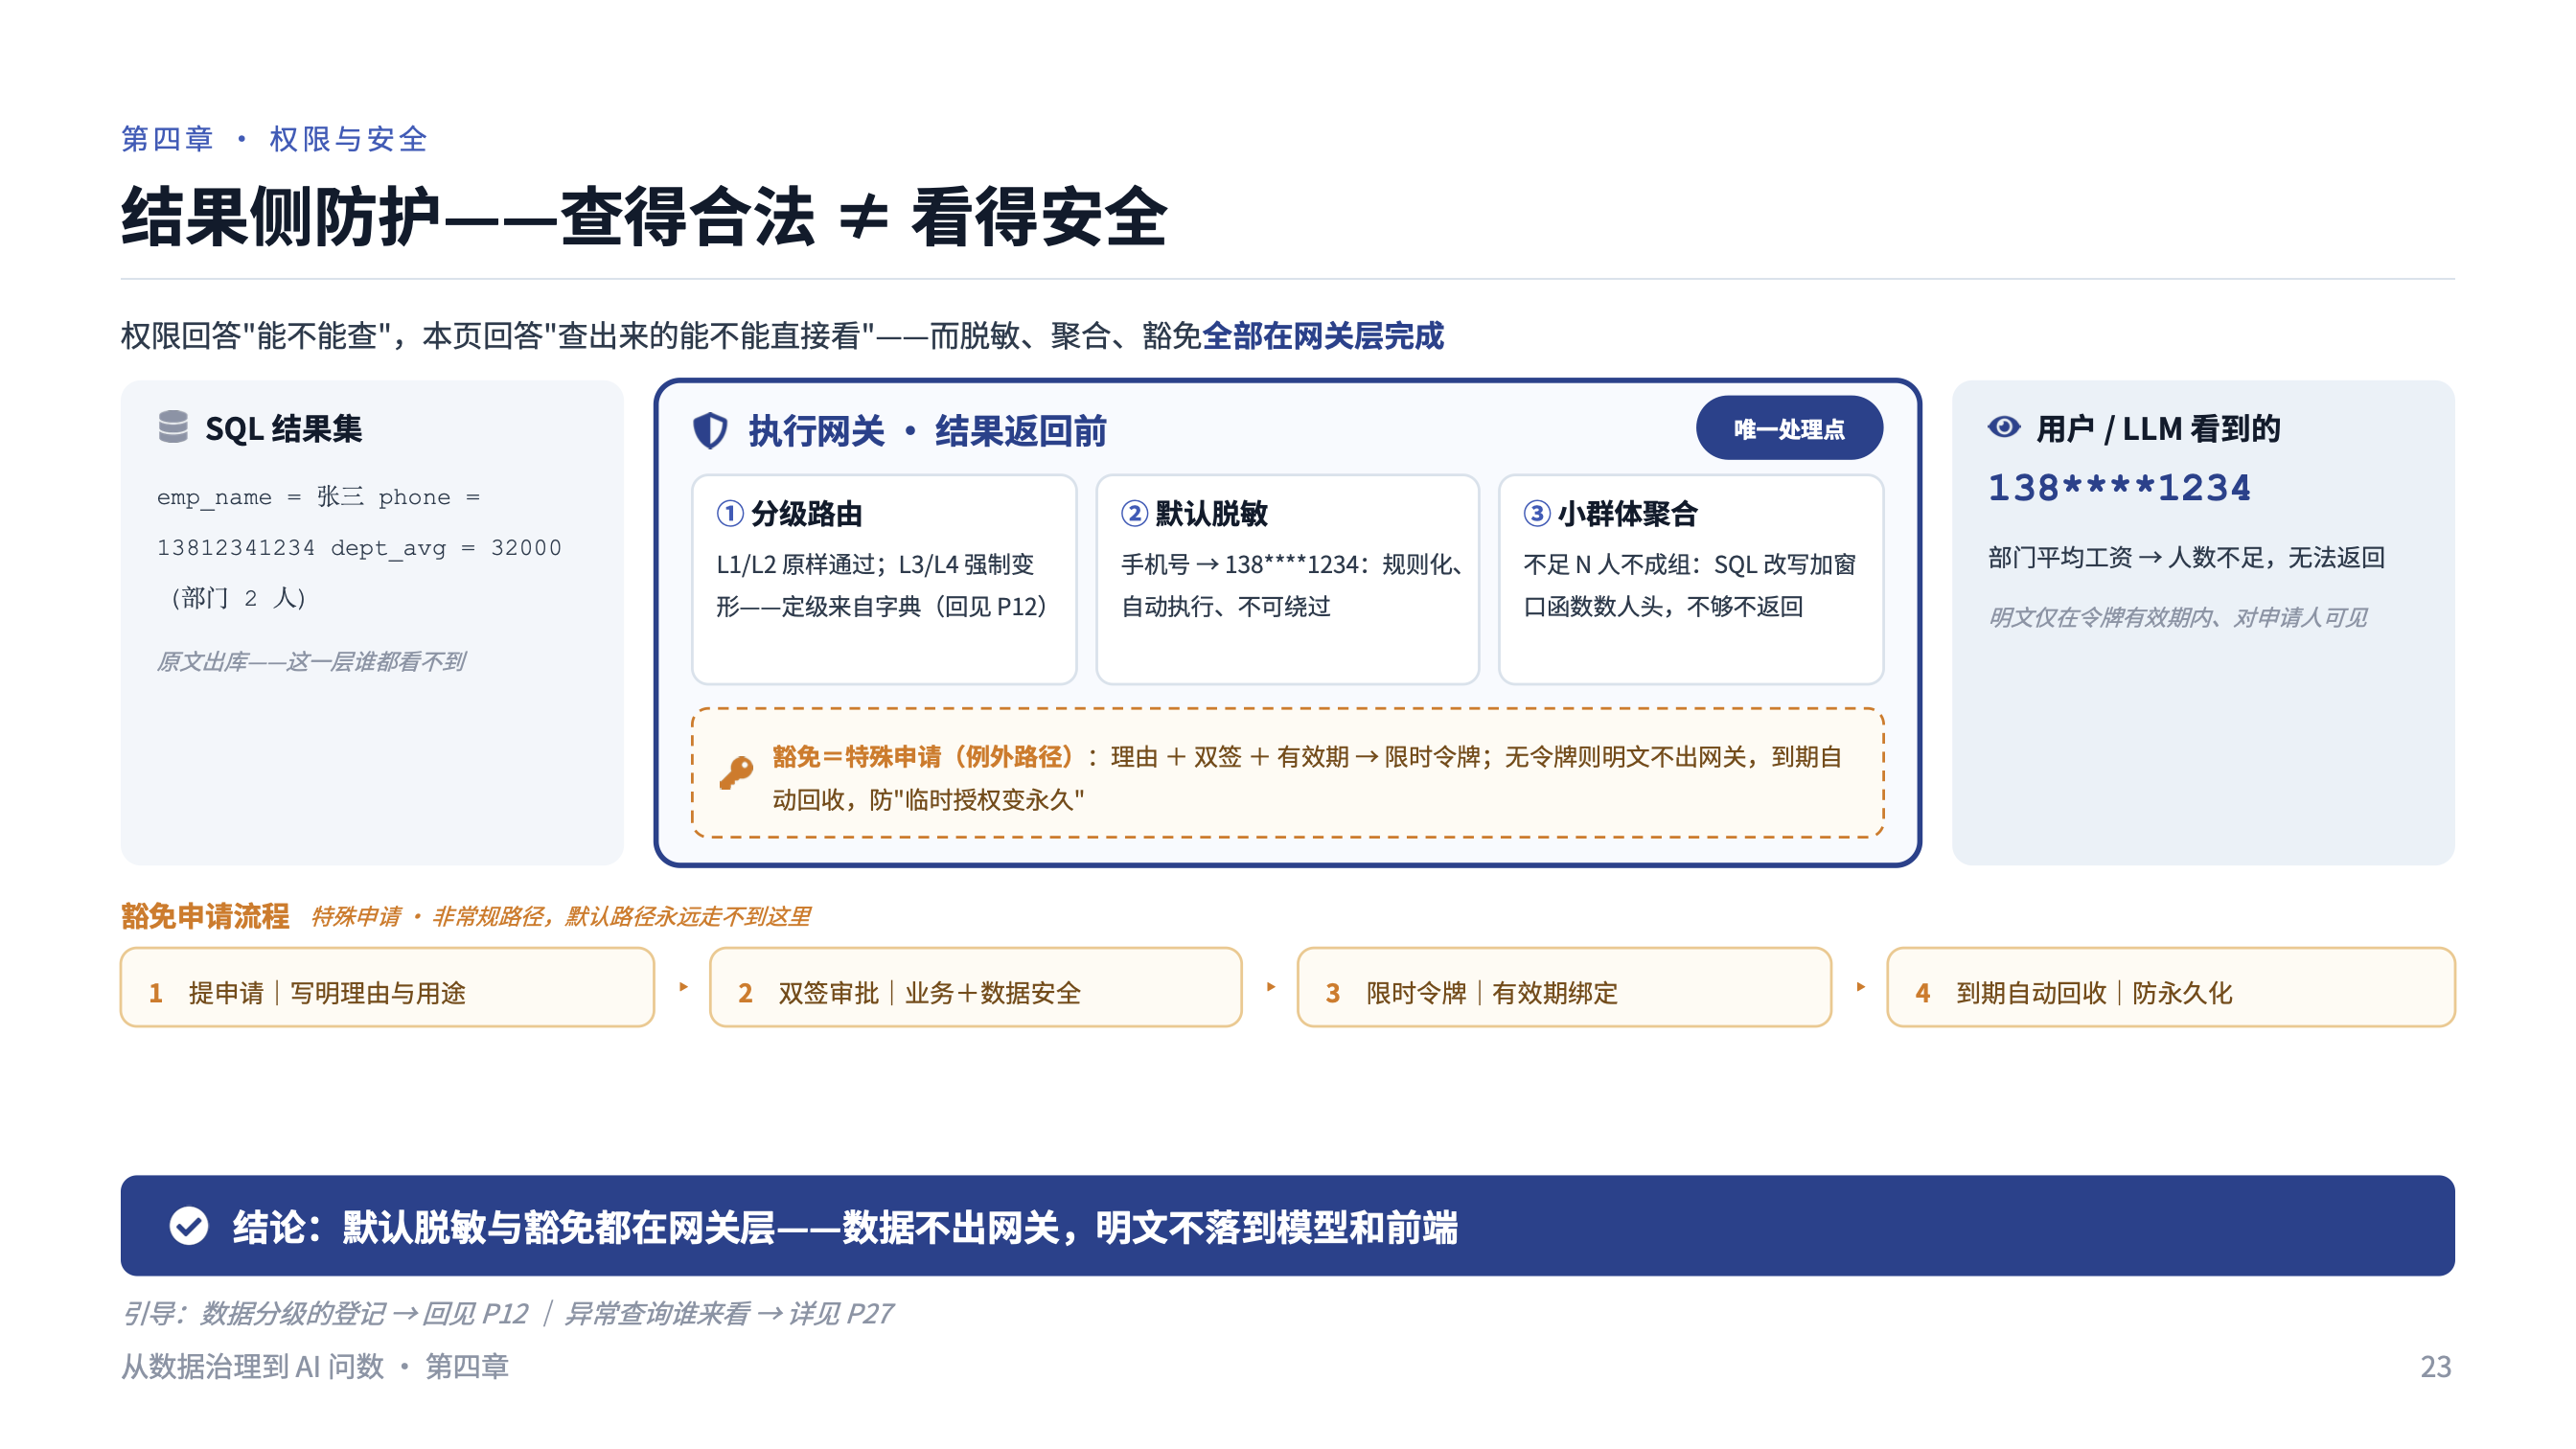 第四章 · 权限与安全
结果侧防护——查得合法 ≠ 看得安全
权限回答"能不能查"，本页回答"查出来的能不能直接看"——而脱敏、聚合、豁免全部在网关层完成
SQL 结果集
emp_name = 张三 phone =
13812341234 dept_avg = 32000
（部门 2 人）
原文出库——这一层谁都看不到
执行网关 · 结果返回前
唯一处理点
① 分级路由
L1/L2 原样通过；L3/L4 强制变
形——定级来自字典（回见 P12）
② 默认脱敏
手机号 → 138****1234：规则化、
自动执行、不可绕过
③ 小群体聚合
不足 N 人不成组：SQL 改写加窗
口函数数人头，不够不返回
豁免＝特殊申请（例外路径）：理由 ＋ 双签 ＋ 有效期 → 限时令牌；无令牌则明文不出网关，到期自
动回收，防"临时授权变永久"
用户 / LLM 看到的
138****1234
部门平均工资 → 人数不足，无法返回
明文仅在令牌有效期内、对申请人可见
豁免申请流程 特殊申请 · 非常规路径，默认路径永远走不到这里
1 提申请｜写明理由与用途
2 双签审批｜业务＋数据安全
3 限时令牌｜有效期绑定
4 到期自动回收｜防永久化
结论：默认脱敏与豁免都在网关层——数据不出网关，明文不落到模型和前端
引导：数据分级的登记 → 回见 P12 ｜ 异常查询谁来看 → 详见 P27
从数据治理到 AI 问数 · 第四章
23